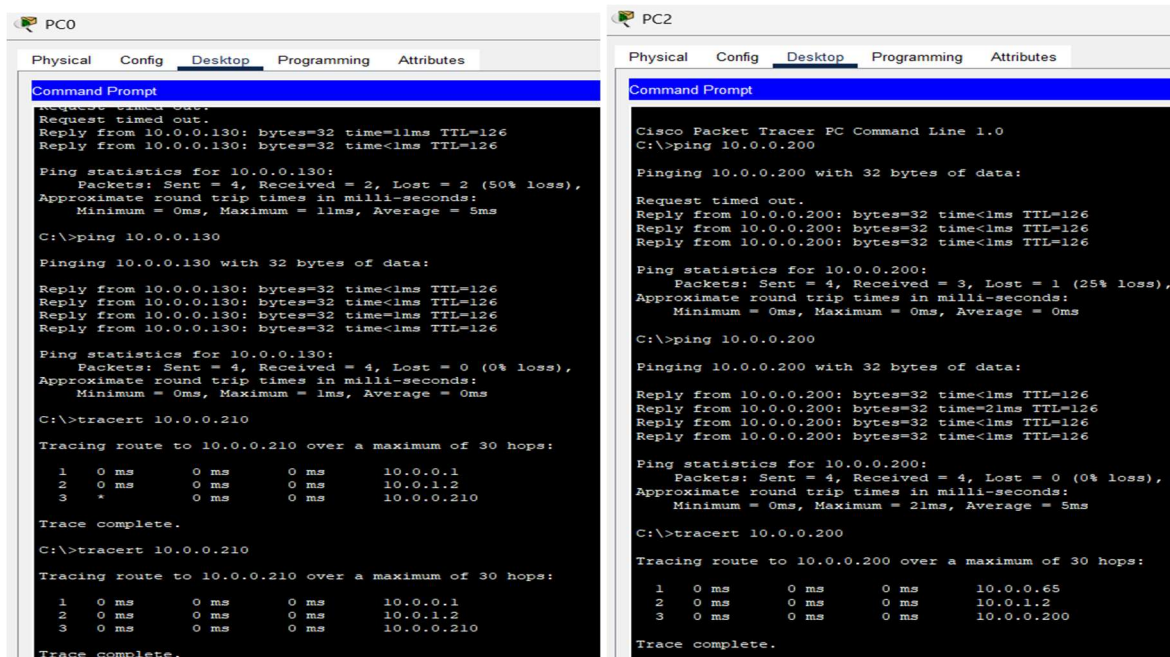 PC0
Physical Config Desktop Programming Attributes
Command Prompt
Request timed out.
Request timed out.
Reply from 10.0.0.130: bytes=32 time=11ms TTL=126
Reply from 10.0.0.130: bytes=32 time<1ms TTL=126
Ping statistics for 10.0.0.130:
Packets: Sent = 4, Received = 2, Lost = 2 (50% loss),
Approximate round trip times in milli-seconds:
Minimum = 0ms, Maximum = 11ms, Average = 5ms
C:\>ping 10.0.0.130
Pinging 10.0.0.130 with 32 bytes of data:
Reply from 10.0.0.130: bytes=32 time<1ms TTL=126
Reply from 10.0.0.130: bytes=32 time<1ms TTL=126
Reply from 10.0.0.130: bytes=32 time=1ms TTL=126
Reply from 10.0.0.130: bytes=32 time<1ms TTL=126
Ping statistics for 10.0.0.130:
Packets: Sent = 4, Received = 4, Lost = 0 (0% loss),
Approximate round trip times in milli-seconds:
Minimum = 0ms, Maximum = 1ms, Average = 0ms
C:\>tracert 10.0.0.210
Tracing route to 10.0.0.210 over a maximum of 30 hops:
1 0 ms 0 ms 0 ms 10.0.0.1
2 0 ms 0 ms 0 ms 10.0.1.2
3 * 0 ms 0 ms 10.0.0.210
Trace complete.
C:\>tracert 10.0.0.210
Tracing route to 10.0.0.210 over a maximum of 30 hops:
1 0 ms 0 ms 0 ms 10.0.0.1
2 0 ms 0 ms 0 ms 10.0.1.2
3 0 ms 0 ms 0 ms 10.0.0.210
Trace complete.
PC2
Physical Config Desktop Programming Attributes
Command Prompt
Cisco Packet Tracer PC Command Line 1.0
C:\>ping 10.0.0.200
Pinging 10.0.0.200 with 32 bytes of data:
Request timed out.
Reply from 10.0.0.200: bytes=32 time<1ms TTL=126
Reply from 10.0.0.200: bytes=32 time<1ms TTL=126
Reply from 10.0.0.200: bytes=32 time<1ms TTL=126
Ping statistics for 10.0.0.200:
Packets: Sent = 4, Received = 3, Lost = 1 (25% loss),
Approximate round trip times in milli-seconds:
Minimum = 0ms, Maximum = 0ms, Average = 0ms
C:\>ping 10.0.0.200
Pinging 10.0.0.200 with 32 bytes of data:
Reply from 10.0.0.200: bytes=32 time<1ms TTL=126
Reply from 10.0.0.200: bytes=32 time=21ms TTL=126
Reply from 10.0.0.200: bytes=32 time<1ms TTL=126
Reply from 10.0.0.200: bytes=32 time<1ms TTL=126
Ping statistics for 10.0.0.200:
Packets: Sent = 4, Received = 4, Lost = 0 (0% loss),
Approximate round trip times in milli-seconds:
Minimum = 0ms, Maximum = 21ms, Average = 5ms
C:\>tracert 10.0.0.200
Tracing route to 10.0.0.200 over a maximum of 30 hops:
1 0 ms 0 ms 0 ms 10.0.0.65
2 0 ms 0 ms 0 ms 10.0.1.2
3 0 ms 0 ms 0 ms 10.0.0.200
Trace complete.